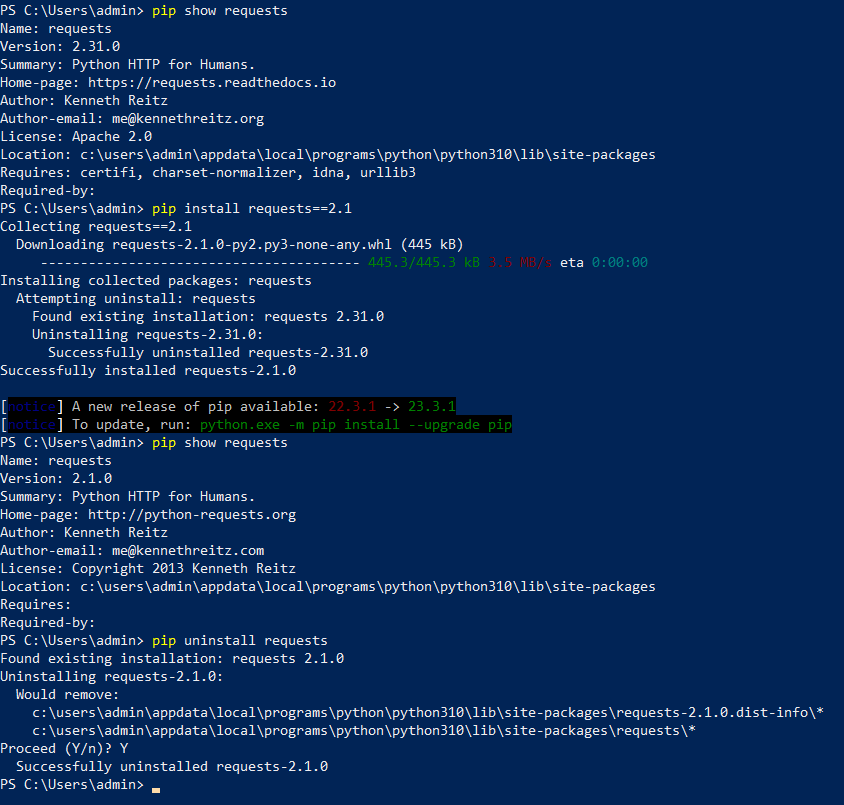 PS C:\Users\admin> pip show requests
Name: requests
Version: 2.31.0
Summary: Python HTTP for Humans.
Home-page: https://requests.readthedocs.io
Author: Kenneth Reitz
Author-email: me@kennethreitz.org
License: Apache 2.0
Location: c:\users\admin\appdata\local\programs\python\python310\lib\site-packages
Requires: certifi, charset-normalizer, idna, urllib3
Required-by:
PS C:\Users\admin> pip install requests==2.1
Collecting requests==2.1
  Downloading requests-2.1.0-py2.py3-none-any.whl (445 kB)
     ---------------------------------------- 445.3/445.3 kB 3.5 MB/s eta 0:00:00
Installing collected packages: requests
  Attempting uninstall: requests
    Found existing installation: requests 2.31.0
    Uninstalling requests-2.31.0:
      Successfully uninstalled requests-2.31.0
Successfully installed requests-2.1.0

[notice] A new release of pip available: 22.3.1 -> 23.3.1
[notice] To update, run: python.exe -m pip install --upgrade pip
PS C:\Users\admin> pip show requests
Name: requests
Version: 2.1.0
Summary: Python HTTP for Humans.
Home-page: http://python-requests.org
Author: Kenneth Reitz
Author-email: me@kennethreitz.com
License: Copyright 2013 Kenneth Reitz
Location: c:\users\admin\appdata\local\programs\python\python310\lib\site-packages
Requires:
Required-by:
PS C:\Users\admin> pip uninstall requests
Found existing installation: requests 2.1.0
Uninstalling requests-2.1.0:
  Would remove:
    c:\users\admin\appdata\local\programs\python\python310\lib\site-packages\requests-2.1.0.dist-info\*
    c:\users\admin\appdata\local\programs\python\python310\lib\site-packages\requests\*
Proceed (Y/n)? Y
  Successfully uninstalled requests-2.1.0
PS C:\Users\admin>